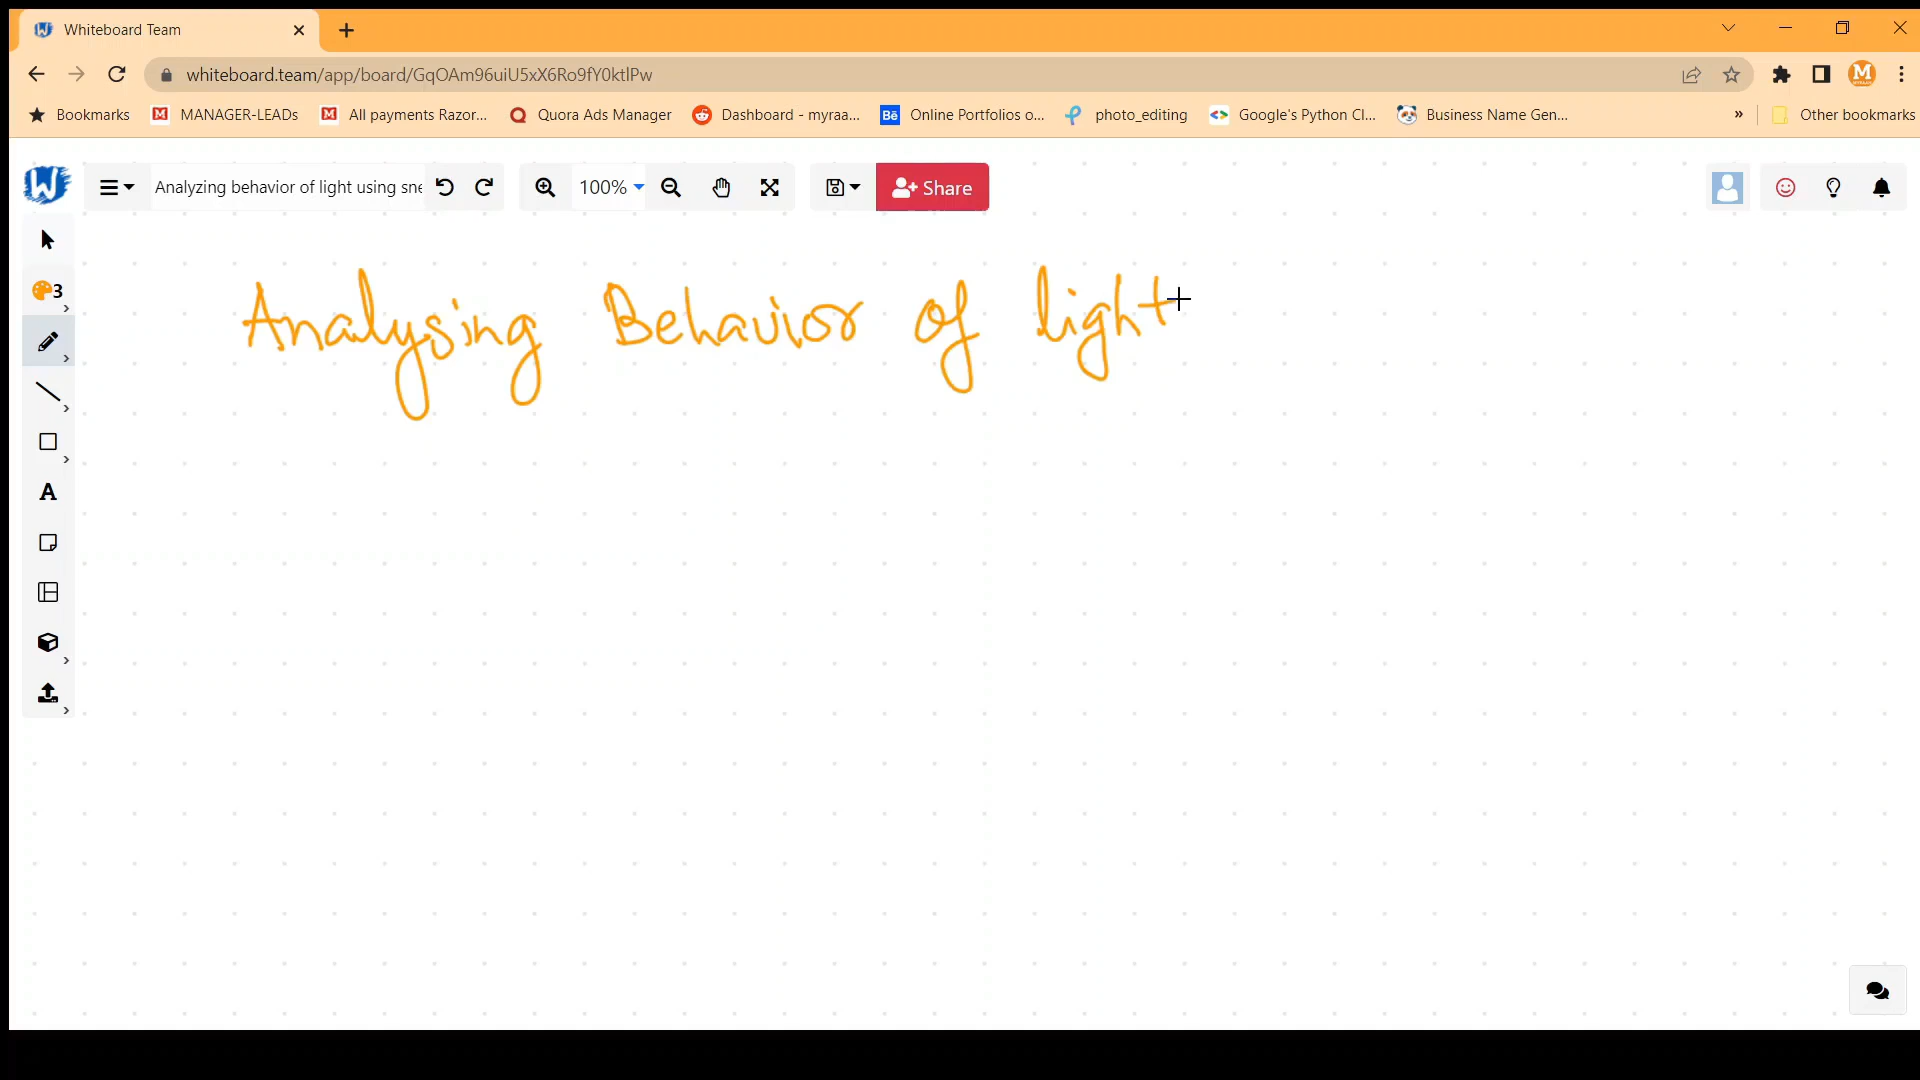 Whiteboard Team
whiteboard.team/app/board/GqOAm96uiU5xX6Ro9fY0ktlPw
Bookmarks MANAGER-LEADs All payments Razor... Quora Ads Manager Dashboard - myraa... Online Portfolios o... photo_editing Google's Python Cl... Business Name Gen... » Other bookmarks
Analyzing behavior of light using sne 100% Share
3
Analysing Behavior of light
A